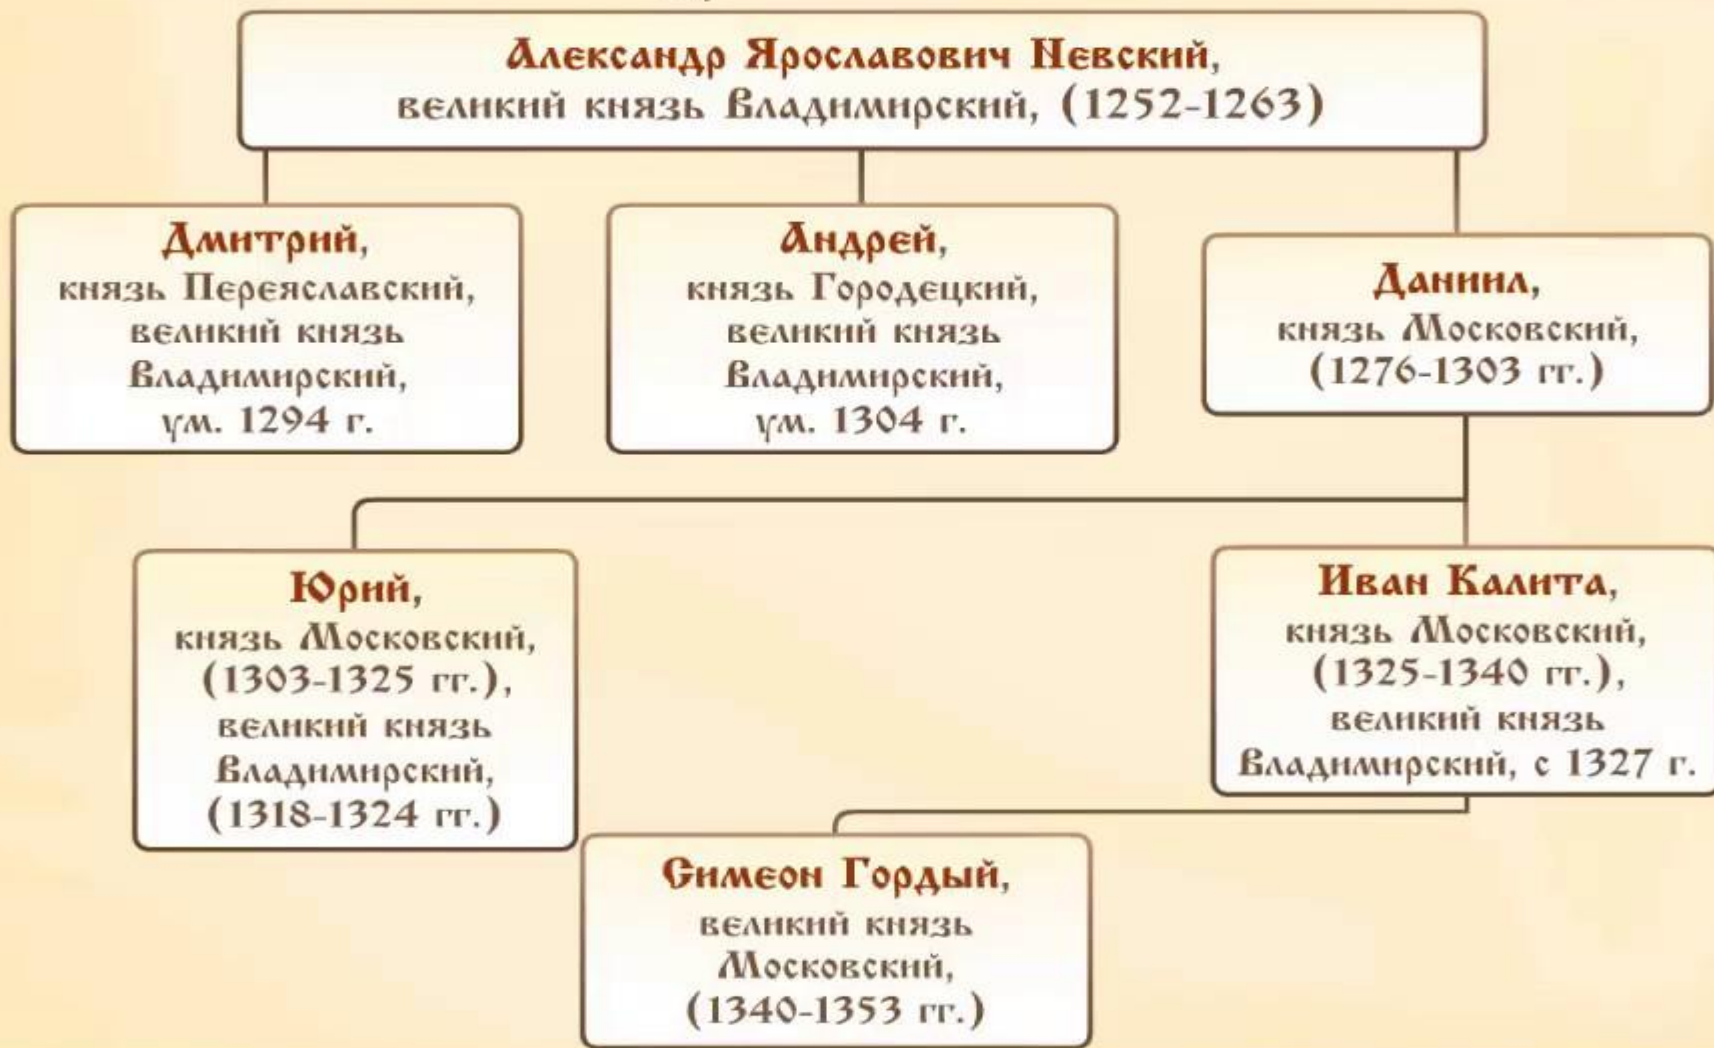 Александр Ярославович Невский,
великий князь Владимирский, (1252-1263)
Дмитрий,
князь Переяславский,
великий князь
Владимирский,
ум. 1294 г.
Андрей,
князь Городецкий,
великий князь
Владимирский,
ум. 1304 г.
Даниил,
князь Московский,
(1276-1303 гг.)
Юрий,
князь Московский,
(1303-1325 гг.),
великий князь
Владимирский,
(1318-1324 гг.)
Иван Калита,
князь Московский,
(1325-1340 гг.),
великий князь
Владимирский, с 1327 г.
Симеон Гордый,
великий князь
Московский,
(1340-1353 гг.)